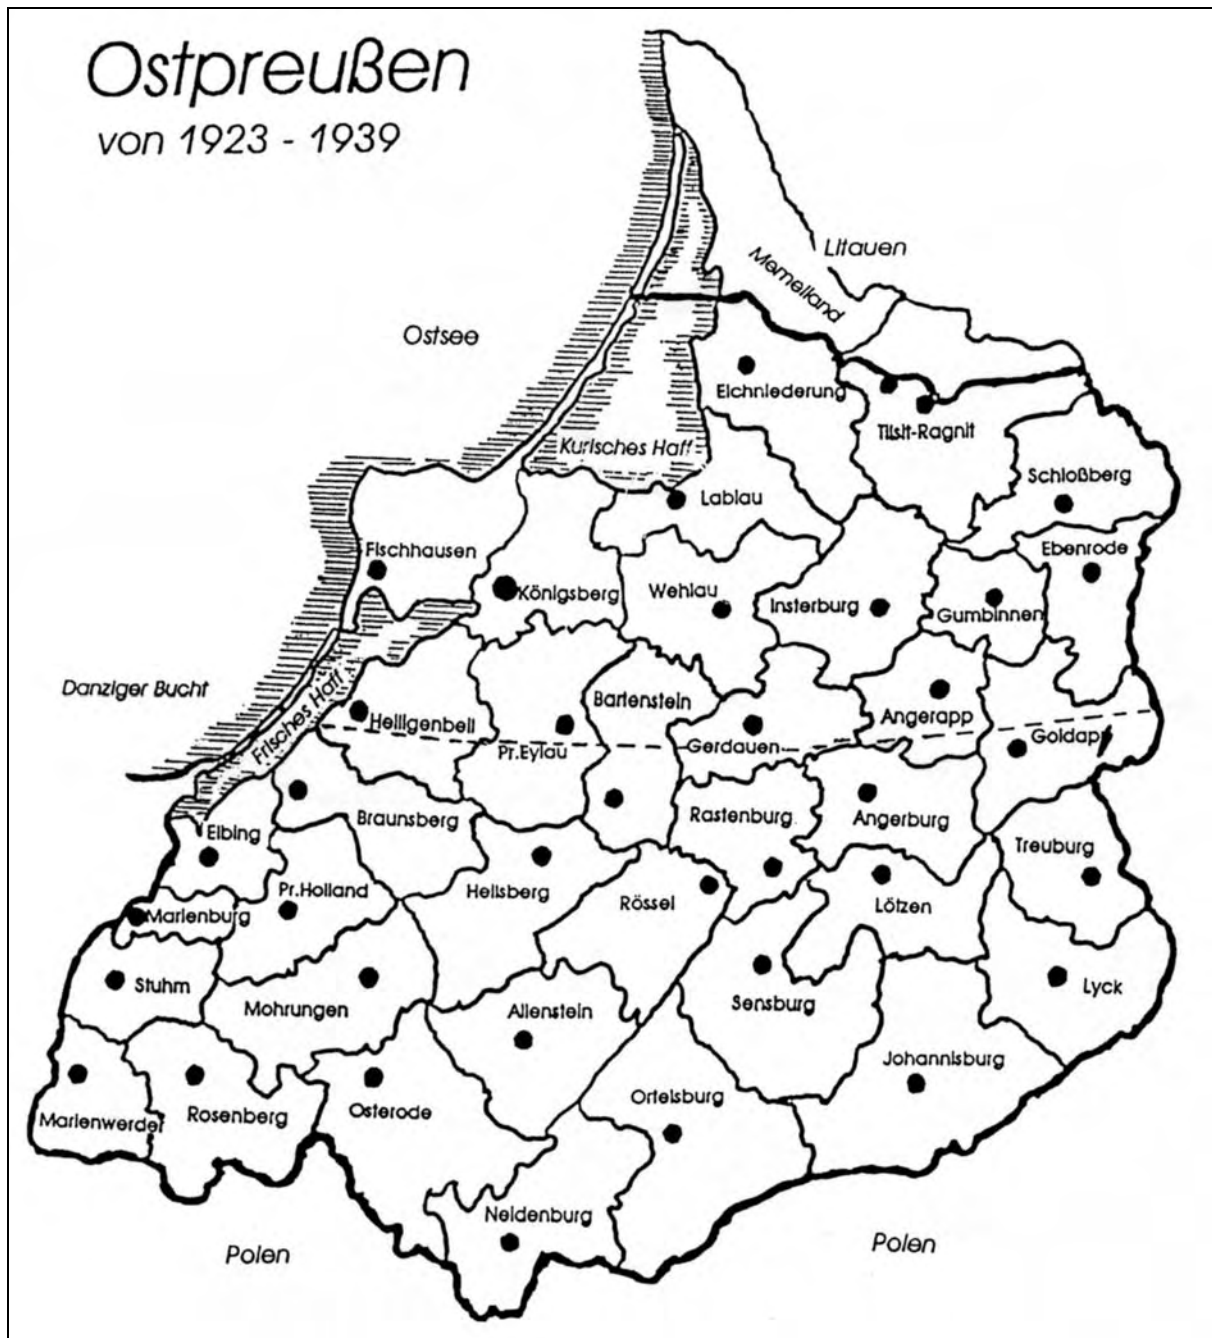 Ostpreußen
von 1923 - 1939
Litauen
Memelland
Ostsee
Elchniederung
Tilsit-Ragnit
Kurisches Haff
Schloßberg
Labiau
Ebenrode
Fischhausen
Königsberg
Wehlau
Insterburg
Gumbinnen
Danziger Bucht
Frisches Haff
Heiligenbeil
Bartenstein
Angerapp
Goldap
Pr.Eylau
Gerdauen
Braunsberg
Rastenburg
Angerburg
Elbing
Treuburg
Pr.Holland
Heilsberg
Rössel
Lötzen
Marienburg
Stuhm
Mohrungen
Allenstein
Sensburg
Lyck
Johannisburg
Marienwerder
Rosenberg
Osterode
Ortelsburg
Neidenburg
Polen
Polen